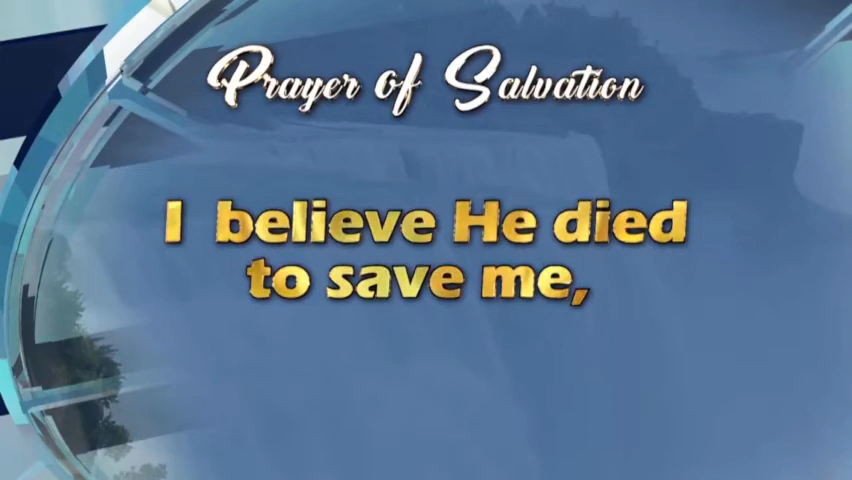 Prayer of Salvation
I believe He died
to save me,